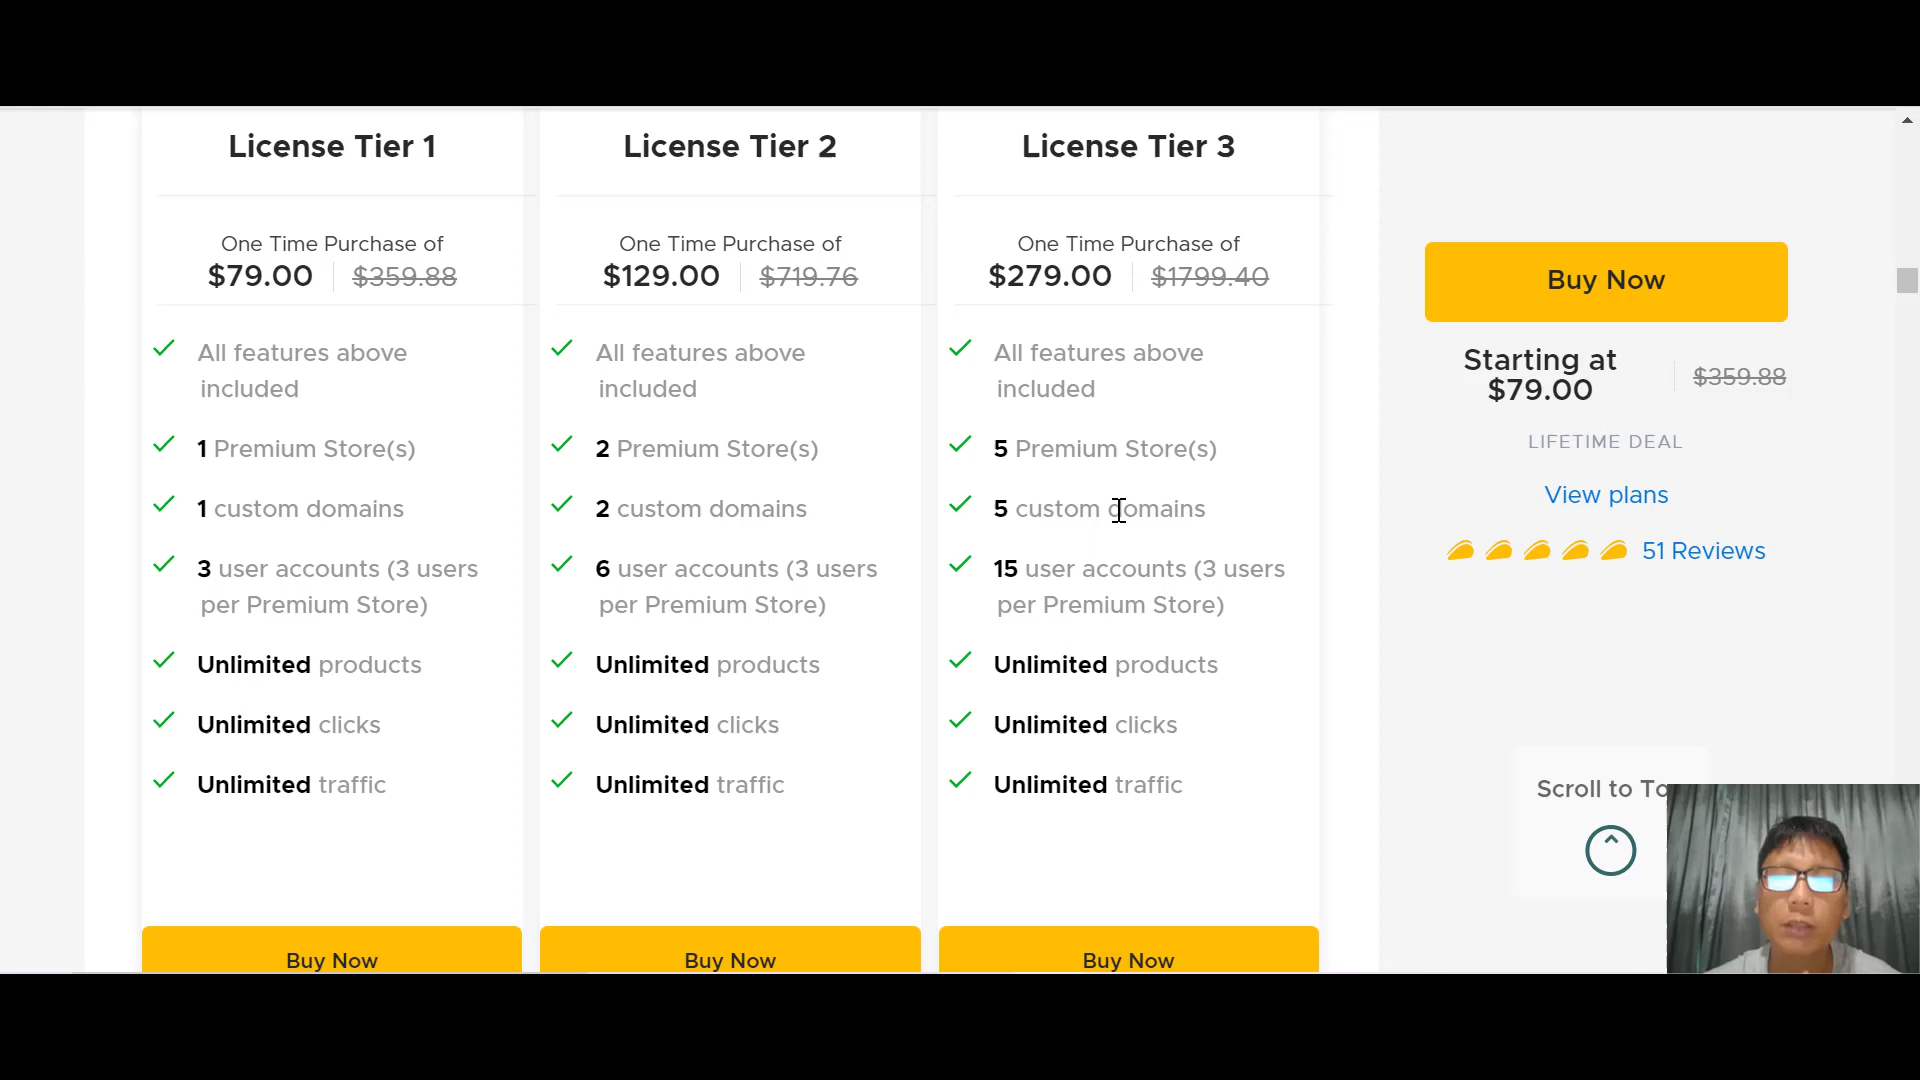 License Tier 1
One Time Purchase of
$79.00 $359.88
All features above
included
1 Premium Store(s)
1 custom domains
3 user accounts (3 users
per Premium Store)
Unlimited products
Unlimited clicks
Unlimited traffic
Buy Now
License Tier 2
One Time Purchase of
$129.00 $719.76
All features above
included
2 Premium Store(s)
2 custom domains
6 user accounts (3 users
per Premium Store)
Unlimited products
Unlimited clicks
Unlimited traffic
Buy Now
License Tier 3
One Time Purchase of
$279.00 $1799.40
All features above
included
5 Premium Store(s)
5 custom domains
15 user accounts (3 users
per Premium Store)
Unlimited products
Unlimited clicks
Unlimited traffic
Buy Now
Buy Now
Starting at
$79.00 $359.88
LIFETIME DEAL
View plans
51 Reviews
Scroll to To